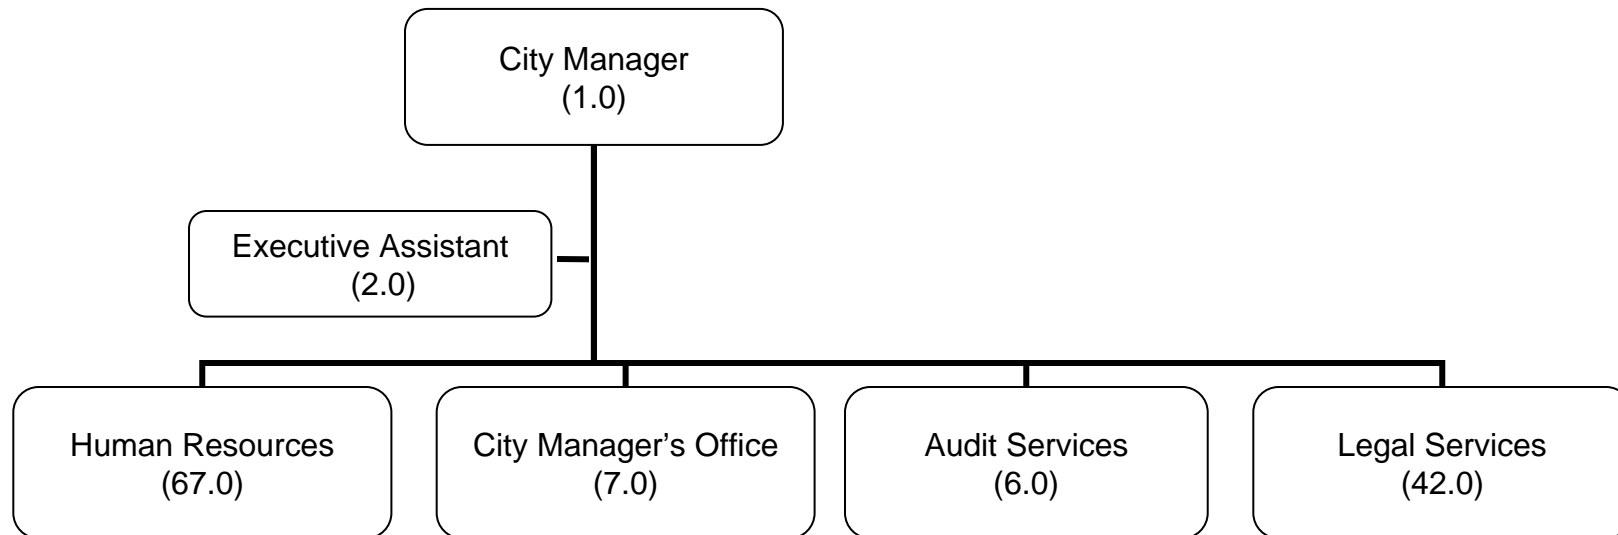 City Manager
(1.0)
Executive Assistant
(2.0)
Human Resources
(67.0)
City Manager’s Office
(7.0)
Audit Services
(6.0)
Legal Services
(42.0)